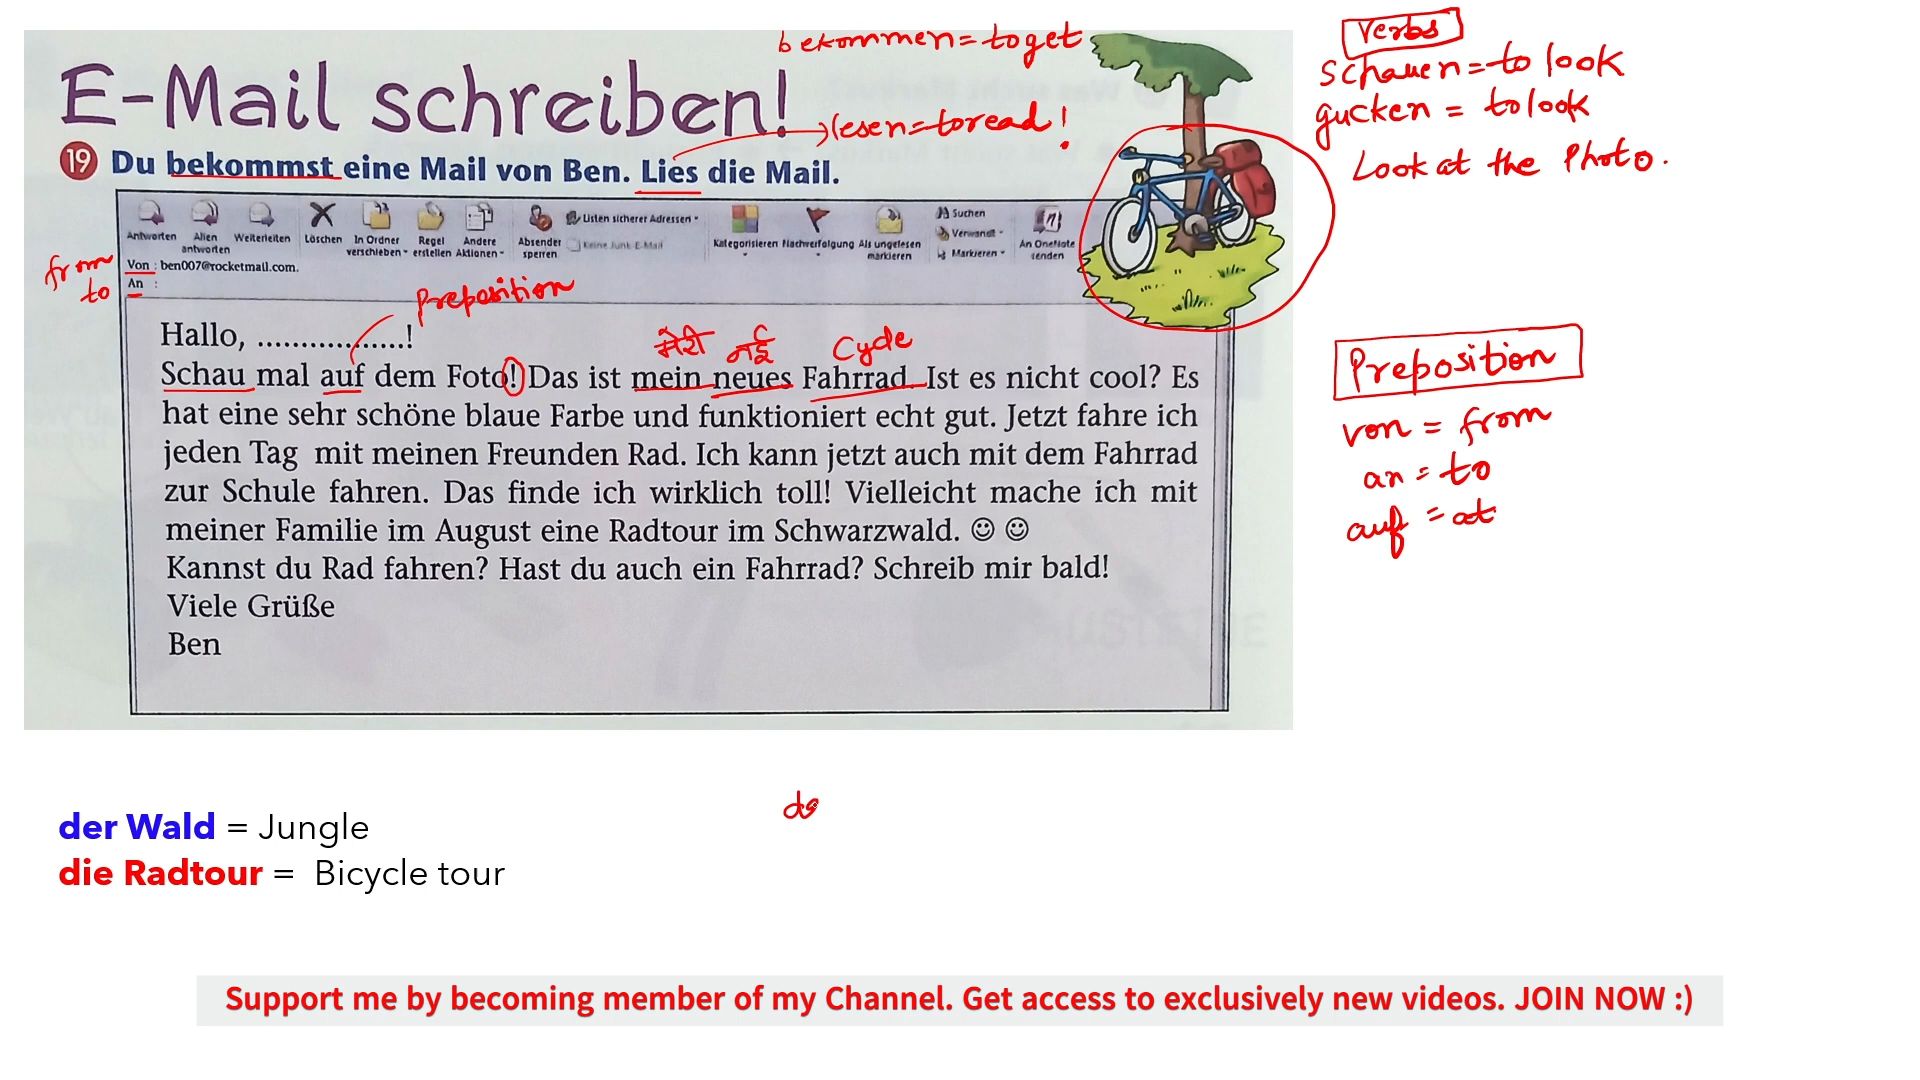 bekommen = to get
E-Mail schreiben!
lesen = to read!
19 Du bekommst eine Mail von Ben. Lies die Mail.
Antworten
Allen antworten
Weiterleiten
Löschen
In Ordner verschieben
Regel erstellen
Andere Aktionen
Absender sperren
Listen sicherer Adressen
Keine Junk-E-Mail
Kategorisieren
Nachverfolgung
Als ungelesen markieren
Suchen
Verwandt
Markieren
An OneNote senden
from
Von : ben007@rocketmail.com.
to
An :
Preposition
Hallo, .................!
मेरी नई Cycle
Schau mal auf dem Foto! Das ist mein neues Fahrrad. Ist es nicht cool? Es
hat eine sehr schöne blaue Farbe und funktioniert echt gut. Jetzt fahre ich
jeden Tag mit meinen Freunden Rad. Ich kann jetzt auch mit dem Fahrrad
zur Schule fahren. Das finde ich wirklich toll! Vielleicht mache ich mit
meiner Familie im August eine Radtour im Schwarzwald. ☺ ☺
Kannst du Rad fahren? Hast du auch ein Fahrrad? Schreib mir bald!
Viele Grüße
Ben
Verbs
schauen = to look
gucken = to look
Look at the Photo.
Preposition
von = from
an = to
auf = at
der Wald = Jungle
die Radtour = Bicycle tour
Support me by becoming member of my Channel. Get access to exclusively new videos. JOIN NOW :)